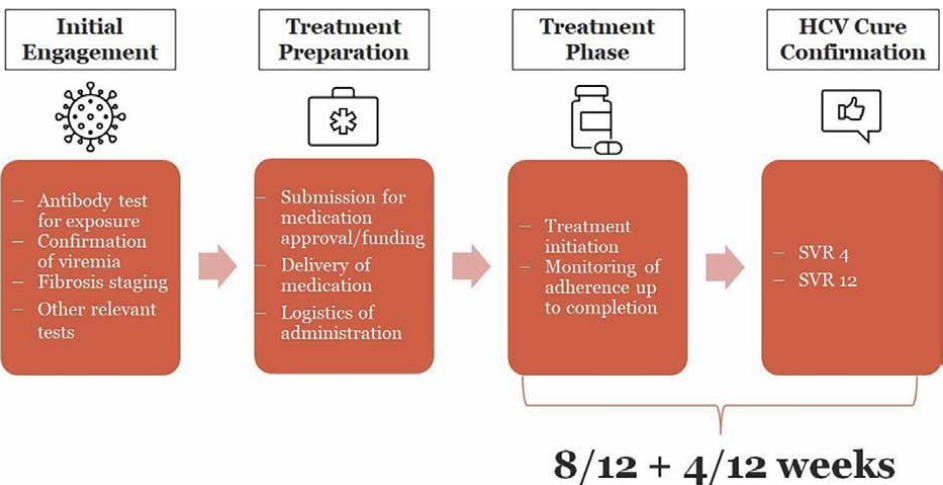 Initial
Engagement
Treatment
Preparation
Treatment
Phase
HCV Cure
Confirmation
– Antibody test
for exposure
– Confirmation
of viremia
– Fibrosis staging
– Other relevant
tests
– Submission for
medication
approval/funding
– Delivery of
medication
– Logistics of
administration
– Treatment
initiation
– Monitoring of
adherence up
to completion
– SVR 4
– SVR 12
8/12 + 4/12 weeks